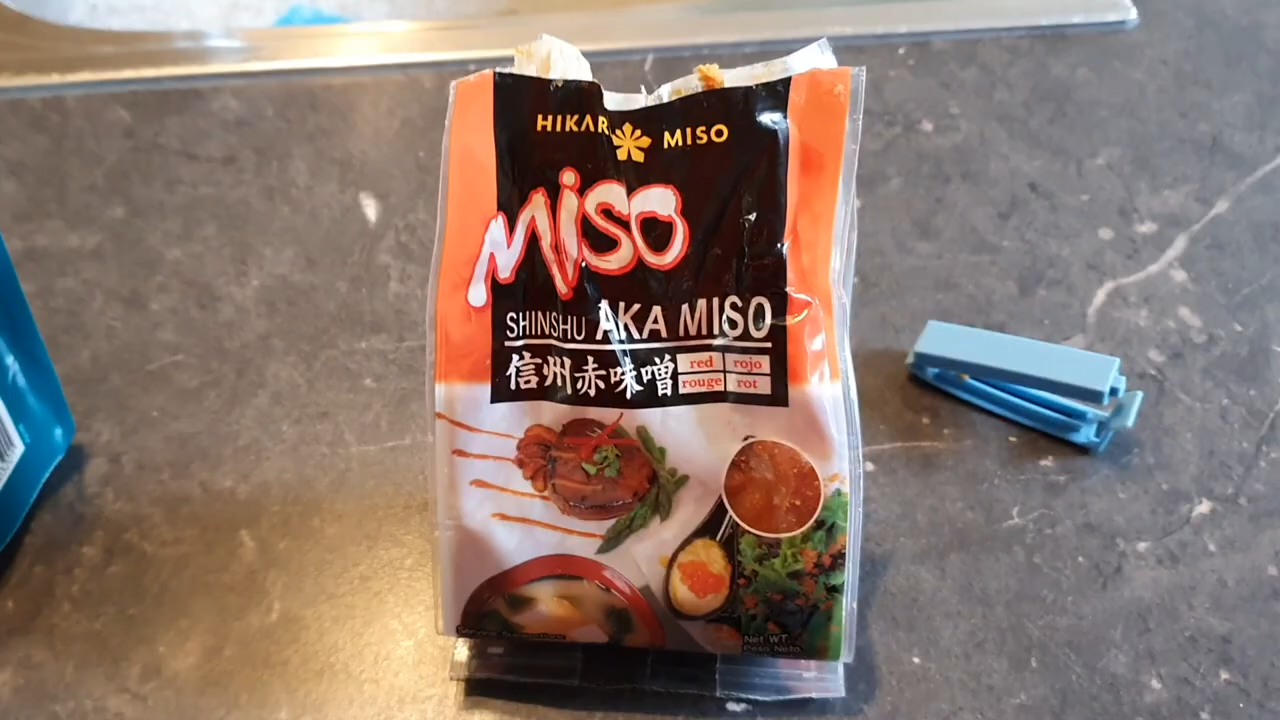 HIKARI MISO
MISO
SHINSHU AKA MISO
信州赤味噌
red rojo
rouge rot
Net WT.
Peso Neto